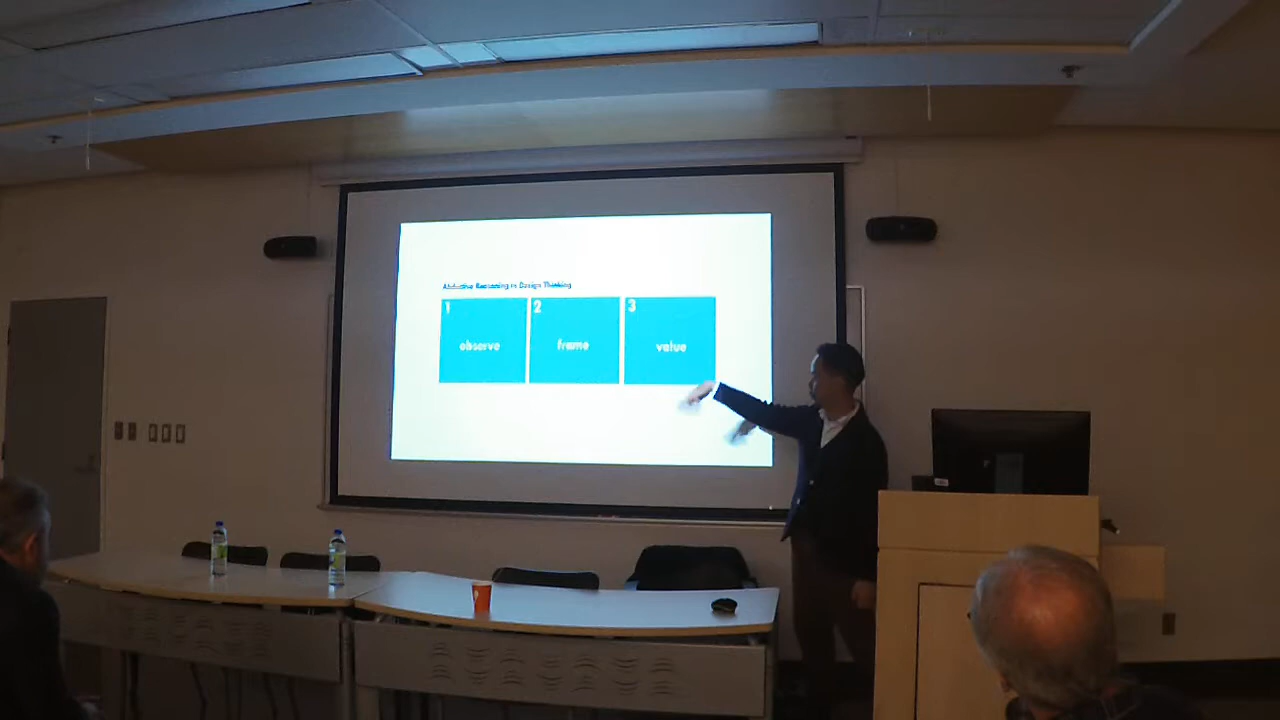 Abductive Reasoning in Design Thinking
1
2
3
observe
frame
value